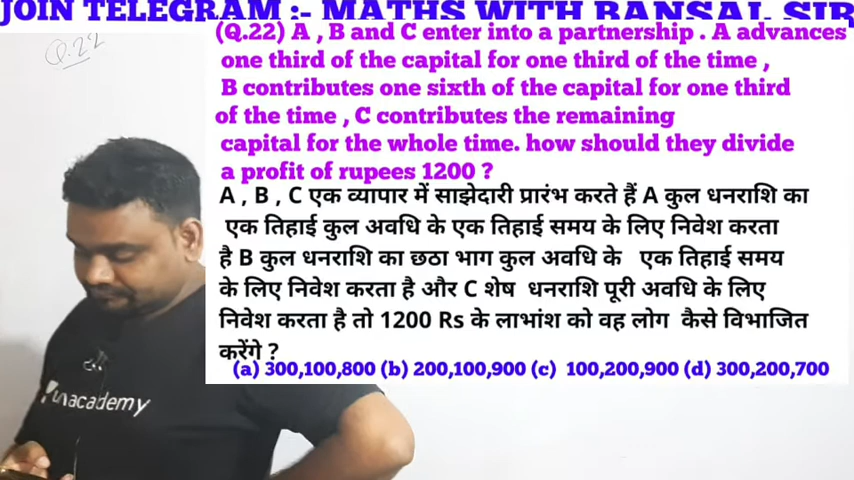 JOIN TELEGRAM :- MATHS WITH BANSAL SIR
Q.22
(Q.22) A , B and C enter into a partnership . A advances
one third of the capital for one third of the time ,
B contributes one sixth of the capital for one third
of the time , C contributes the remaining
capital for the whole time. how should they divide
a profit of rupees 1200 ?
A , B , C एक व्यापार में साझेदारी प्रारंभ करते हैं A कुल धनराशि का
एक तिहाई कुल अवधि के एक तिहाई समय के लिए निवेश करता
है B कुल धनराशि का छठा भाग कुल अवधि के एक तिहाई समय
के लिए निवेश करता है और C शेष धनराशि पूरी अवधि के लिए
निवेश करता है तो 1200 Rs के लाभांश को वह लोग कैसे विभाजित
करेंगे ?
(a) 300,100,800 (b) 200,100,900 (c) 100,200,900 (d) 300,200,700
unacademy